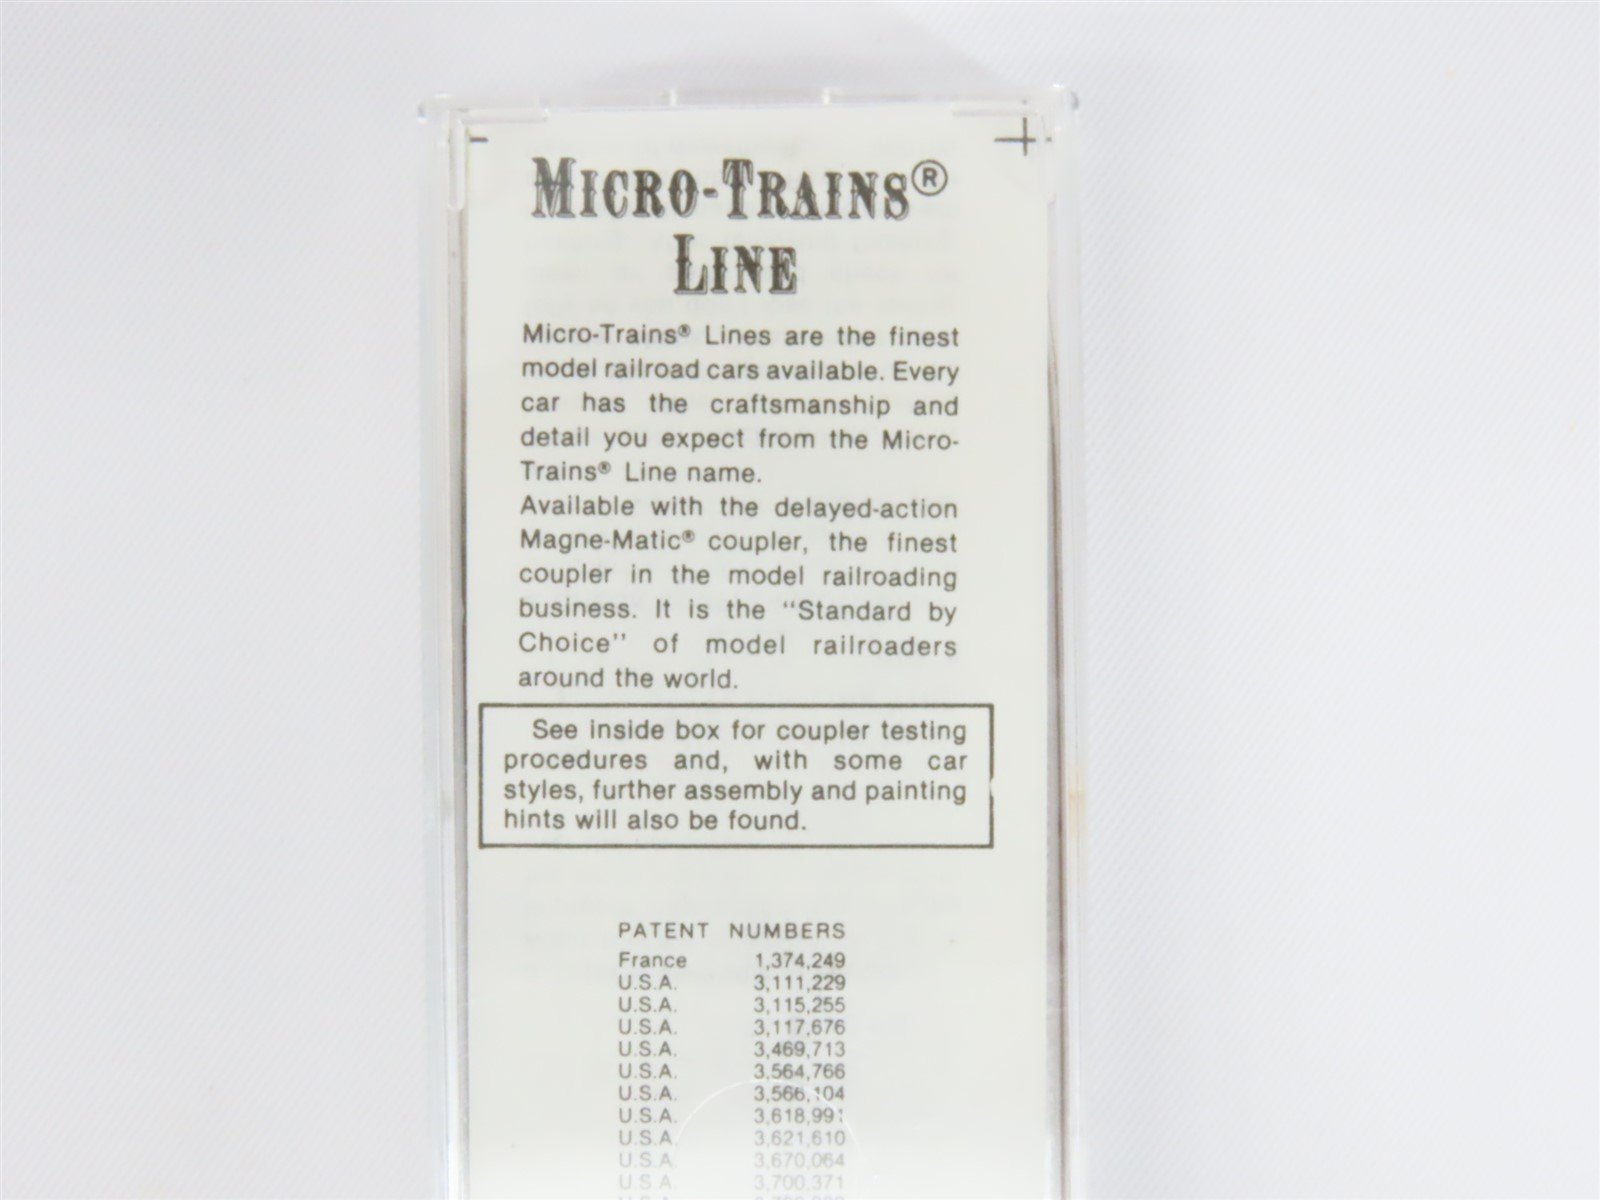 MICRO-TRAINS®
LINE
Micro-Trains® Lines are the finest
model railroad cars available. Every
car has the craftsmanship and
detail you expect from the Micro-
Trains® Line name.
Available with the delayed-action
Magne-Matic® coupler, the finest
coupler in the model railroading
business. It is the "Standard by
Choice" of model railroaders
around the world.
See inside box for coupler testing
procedures and, with some car
styles, further assembly and painting
hints will also be found.
PATENT NUMBERS
France 1,374,249
U.S.A. 3,111,229
U.S.A. 3,115,255
U.S.A. 3,117,676
U.S.A. 3,469,713
U.S.A. 3,564,766
U.S.A. 3,566,104
U.S.A. 3,618,991
U.S.A. 3,621,610
U.S.A. 3,670,064
U.S.A. 3,700,371
U.S.A.